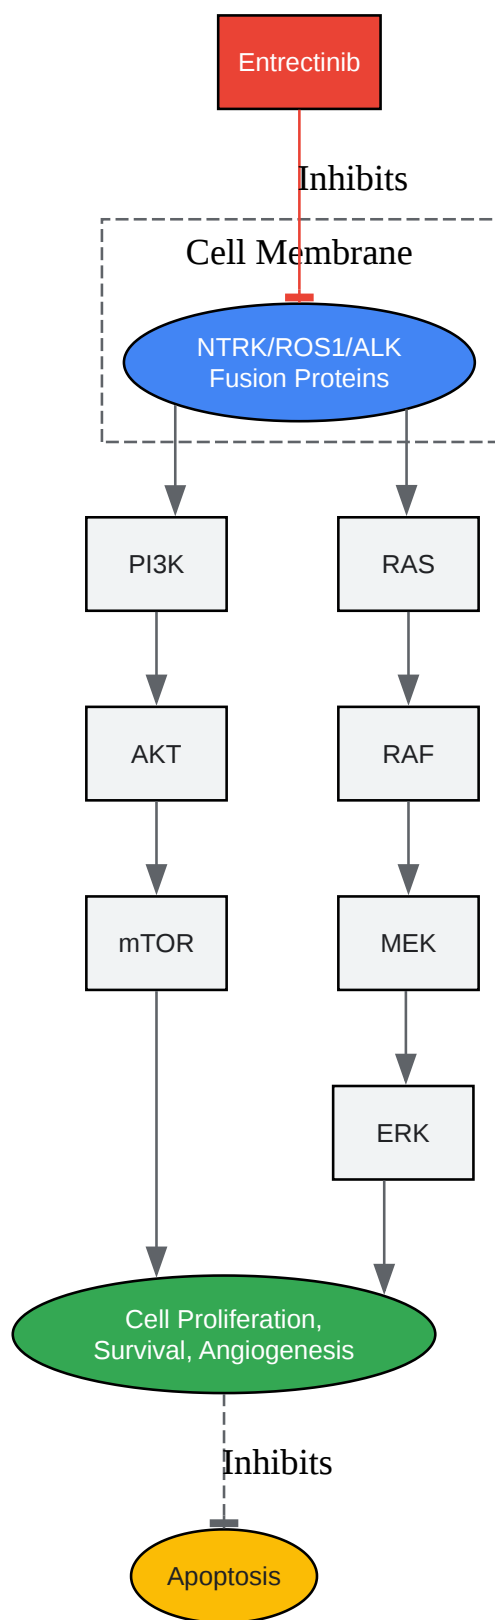 Entrectinib
Inhibits
Cell Membrane
NTRK/ROS1/ALK
Fusion Proteins
PI3K
RAS
AKT
RAF
mTOR
MEK
ERK
Cell Proliferation,
Survival, Angiogenesis
Inhibits
Apoptosis